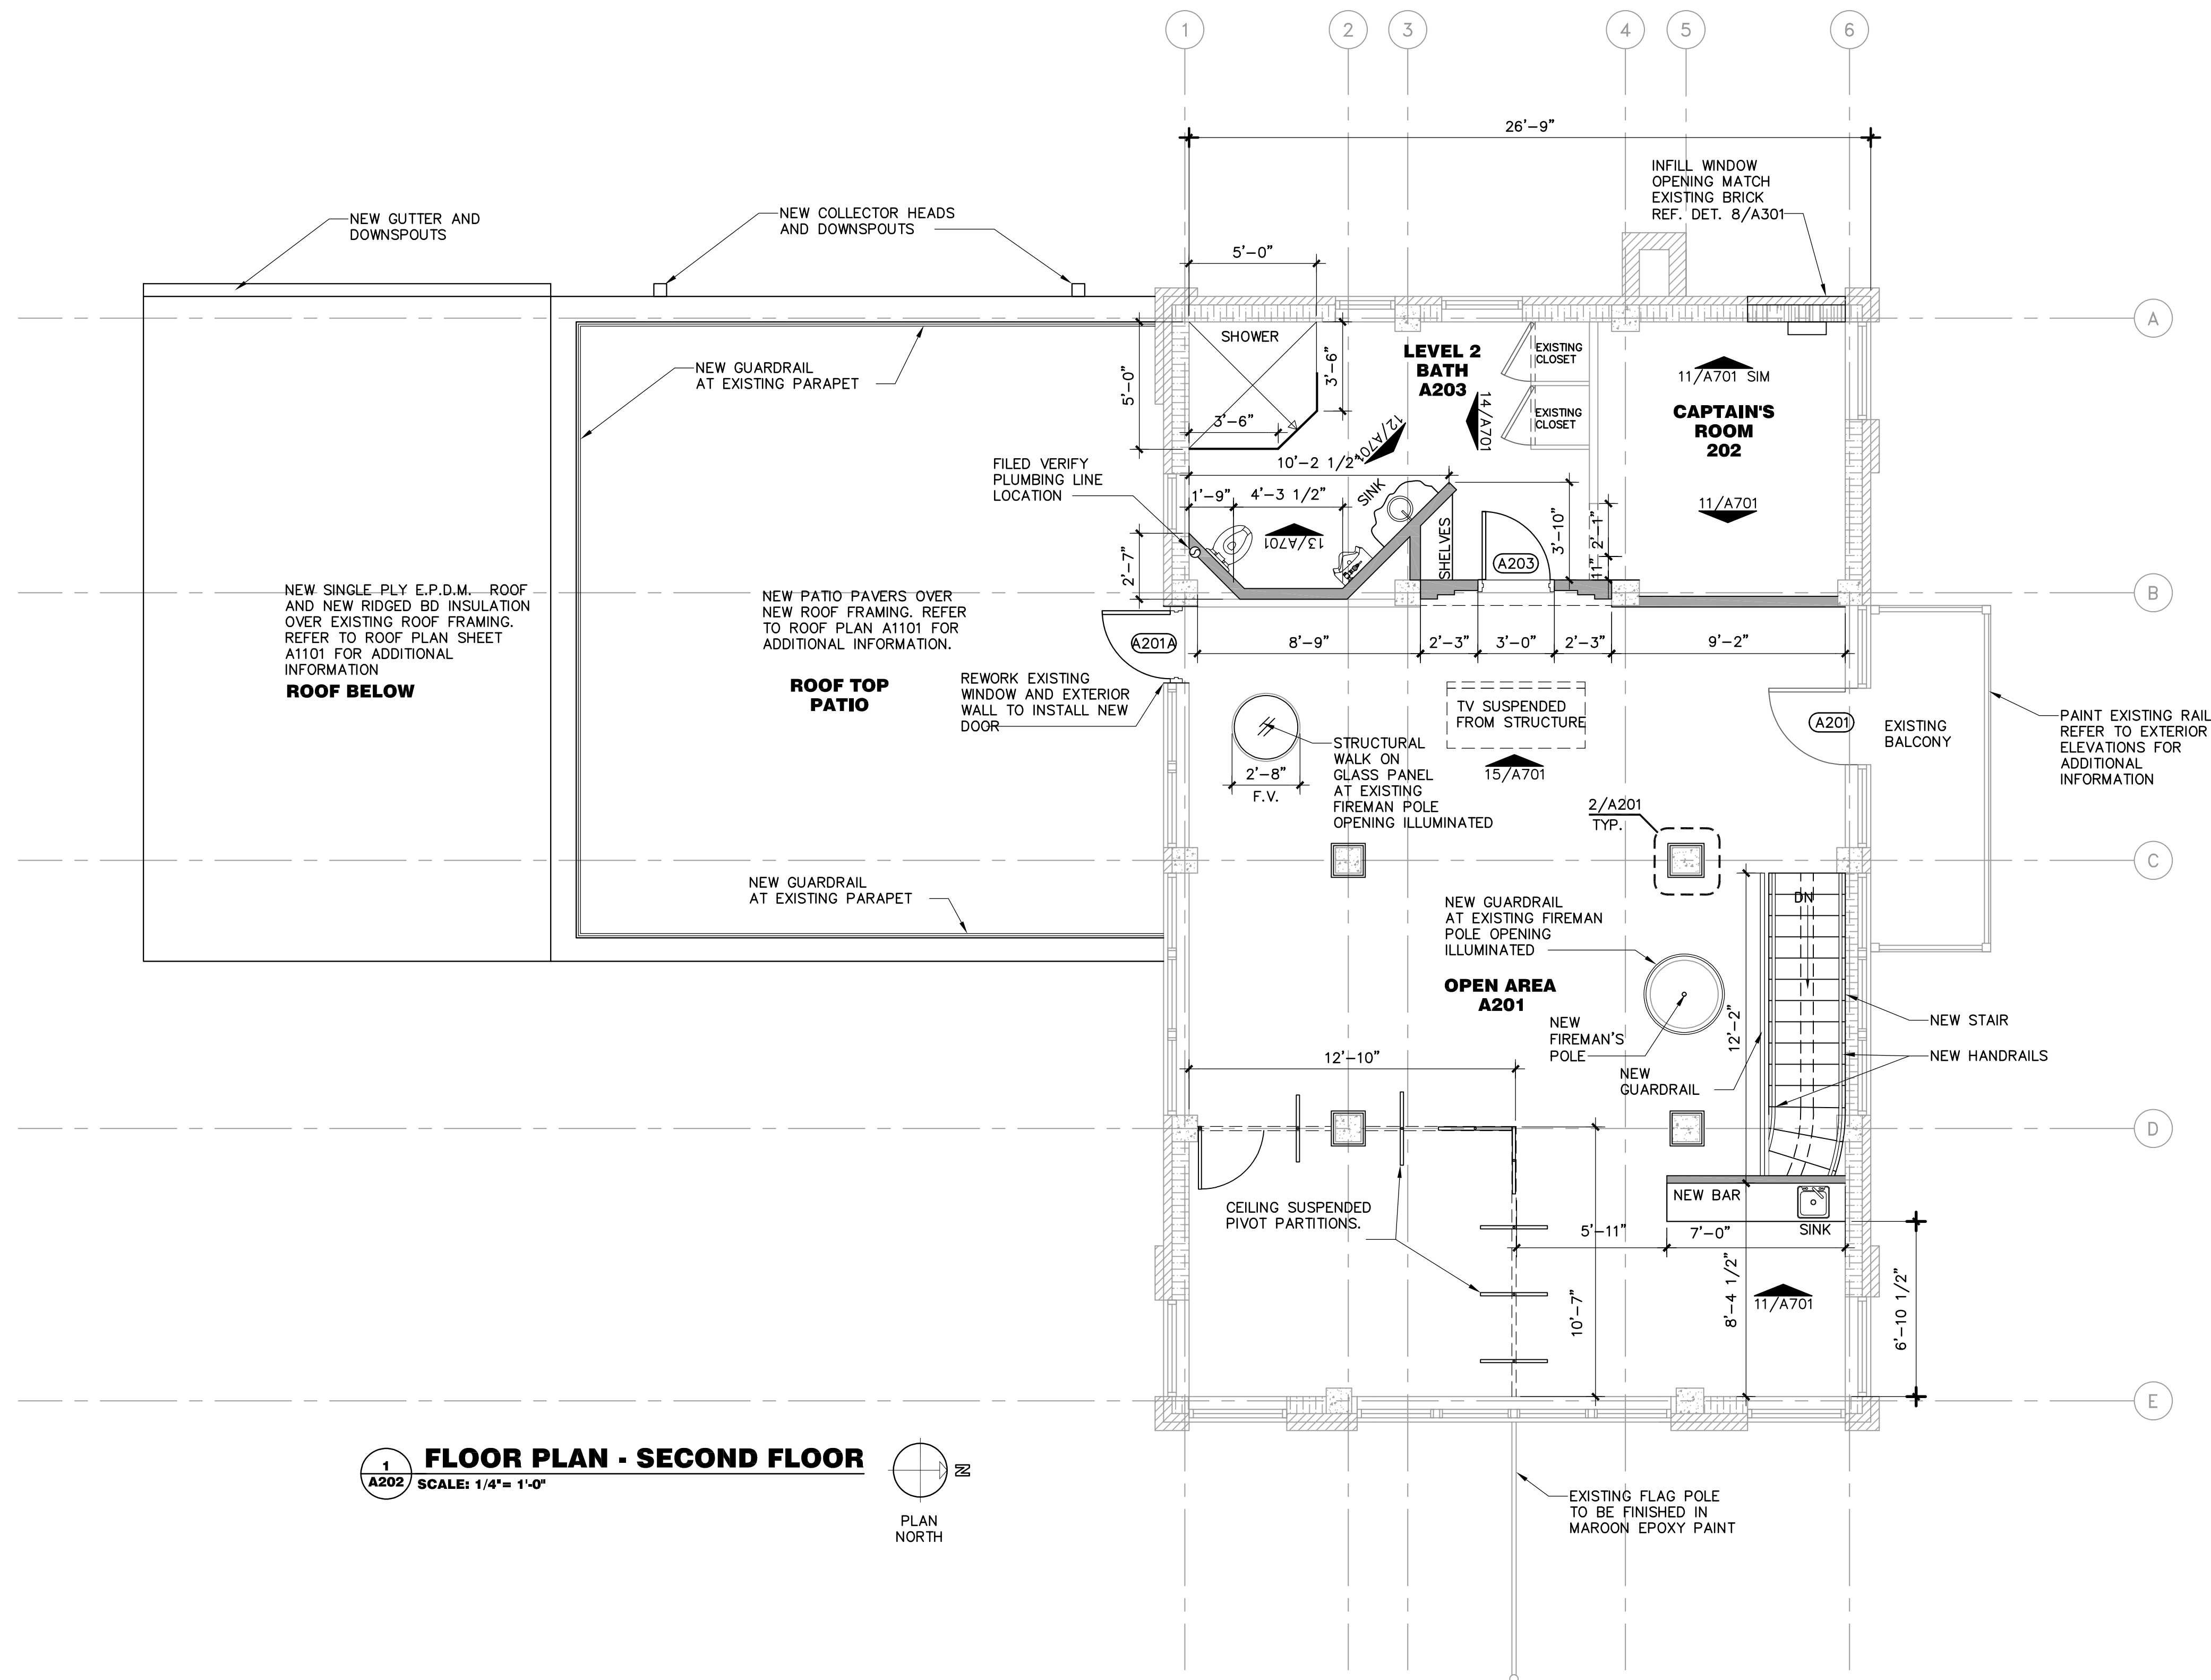 1
2
3
4
5
6
26'-9"
INFILL WINDOW
OPENING MATCH
EXISTING BRICK
REF. DET. 8/A301
NEW GUTTER AND
DOWNSPOUTS
NEW COLLECTOR HEADS
AND DOWNSPOUTS
5'-0"
A
SHOWER
LEVEL 2
BATH
A203
EXISTING
CLOSET
EXISTING
CLOSET
11/A701 SIM
CAPTAIN'S
ROOM
202
11/A701
NEW GUARDRAIL
AT EXISTING PARAPET
5'-0"
3'-6"
3'-6"
12/A701
14/A701
10'-2 1/2"
FILED VERIFY
PLUMBING LINE
LOCATION
1'-9"
4'-3 1/2"
SINK
13/A701
SHELVES
A203
3'-10"
2'-1"
11"
2'-7"
B
NEW SINGLE PLY E.P.D.M. ROOF
AND NEW RIDGED BD INSULATION
OVER EXISTING ROOF FRAMING.
REFER TO ROOF PLAN SHEET
A1101 FOR ADDITIONAL
INFORMATION
ROOF BELOW
NEW PATIO PAVERS OVER
NEW ROOF FRAMING. REFER
TO ROOF PLAN A1101 FOR
ADDITIONAL INFORMATION.
ROOF TOP
PATIO
A201A
8'-9"
2'-3"
3'-0"
2'-3"
9'-2"
REWORK EXISTING
WINDOW AND EXTERIOR
WALL TO INSTALL NEW
DOOR
TV SUSPENDED
FROM STRUCTURE
15/A701
A201
EXISTING
BALCONY
PAINT EXISTING RAIL
REFER TO EXTERIOR
ELEVATIONS FOR
ADDITIONAL
INFORMATION
STRUCTURAL
WALK ON
GLASS PANEL
AT EXISTING
FIREMAN POLE
OPENING ILLUMINATED
2'-8"
F.V.
2/A201
TYP.
C
NEW GUARDRAIL
AT EXISTING PARAPET
DN
NEW GUARDRAIL
AT EXISTING FIREMAN
POLE OPENING
ILLUMINATED
OPEN AREA
A201
NEW
FIREMAN'S
POLE
12'-2"
NEW STAIR
NEW HANDRAILS
NEW
GUARDRAIL
12'-10"
D
CEILING SUSPENDED
PIVOT PARTITIONS.
NEW BAR
SINK
5'-11"
7'-0"
10'-7"
8'-4 1/2"
11/A701
6'-10 1/2"
E
1
A202
FLOOR PLAN - SECOND FLOOR
SCALE: 1/4"= 1'-0"
N
PLAN
NORTH
EXISTING FLAG POLE
TO BE FINISHED IN
MAROON EPOXY PAINT